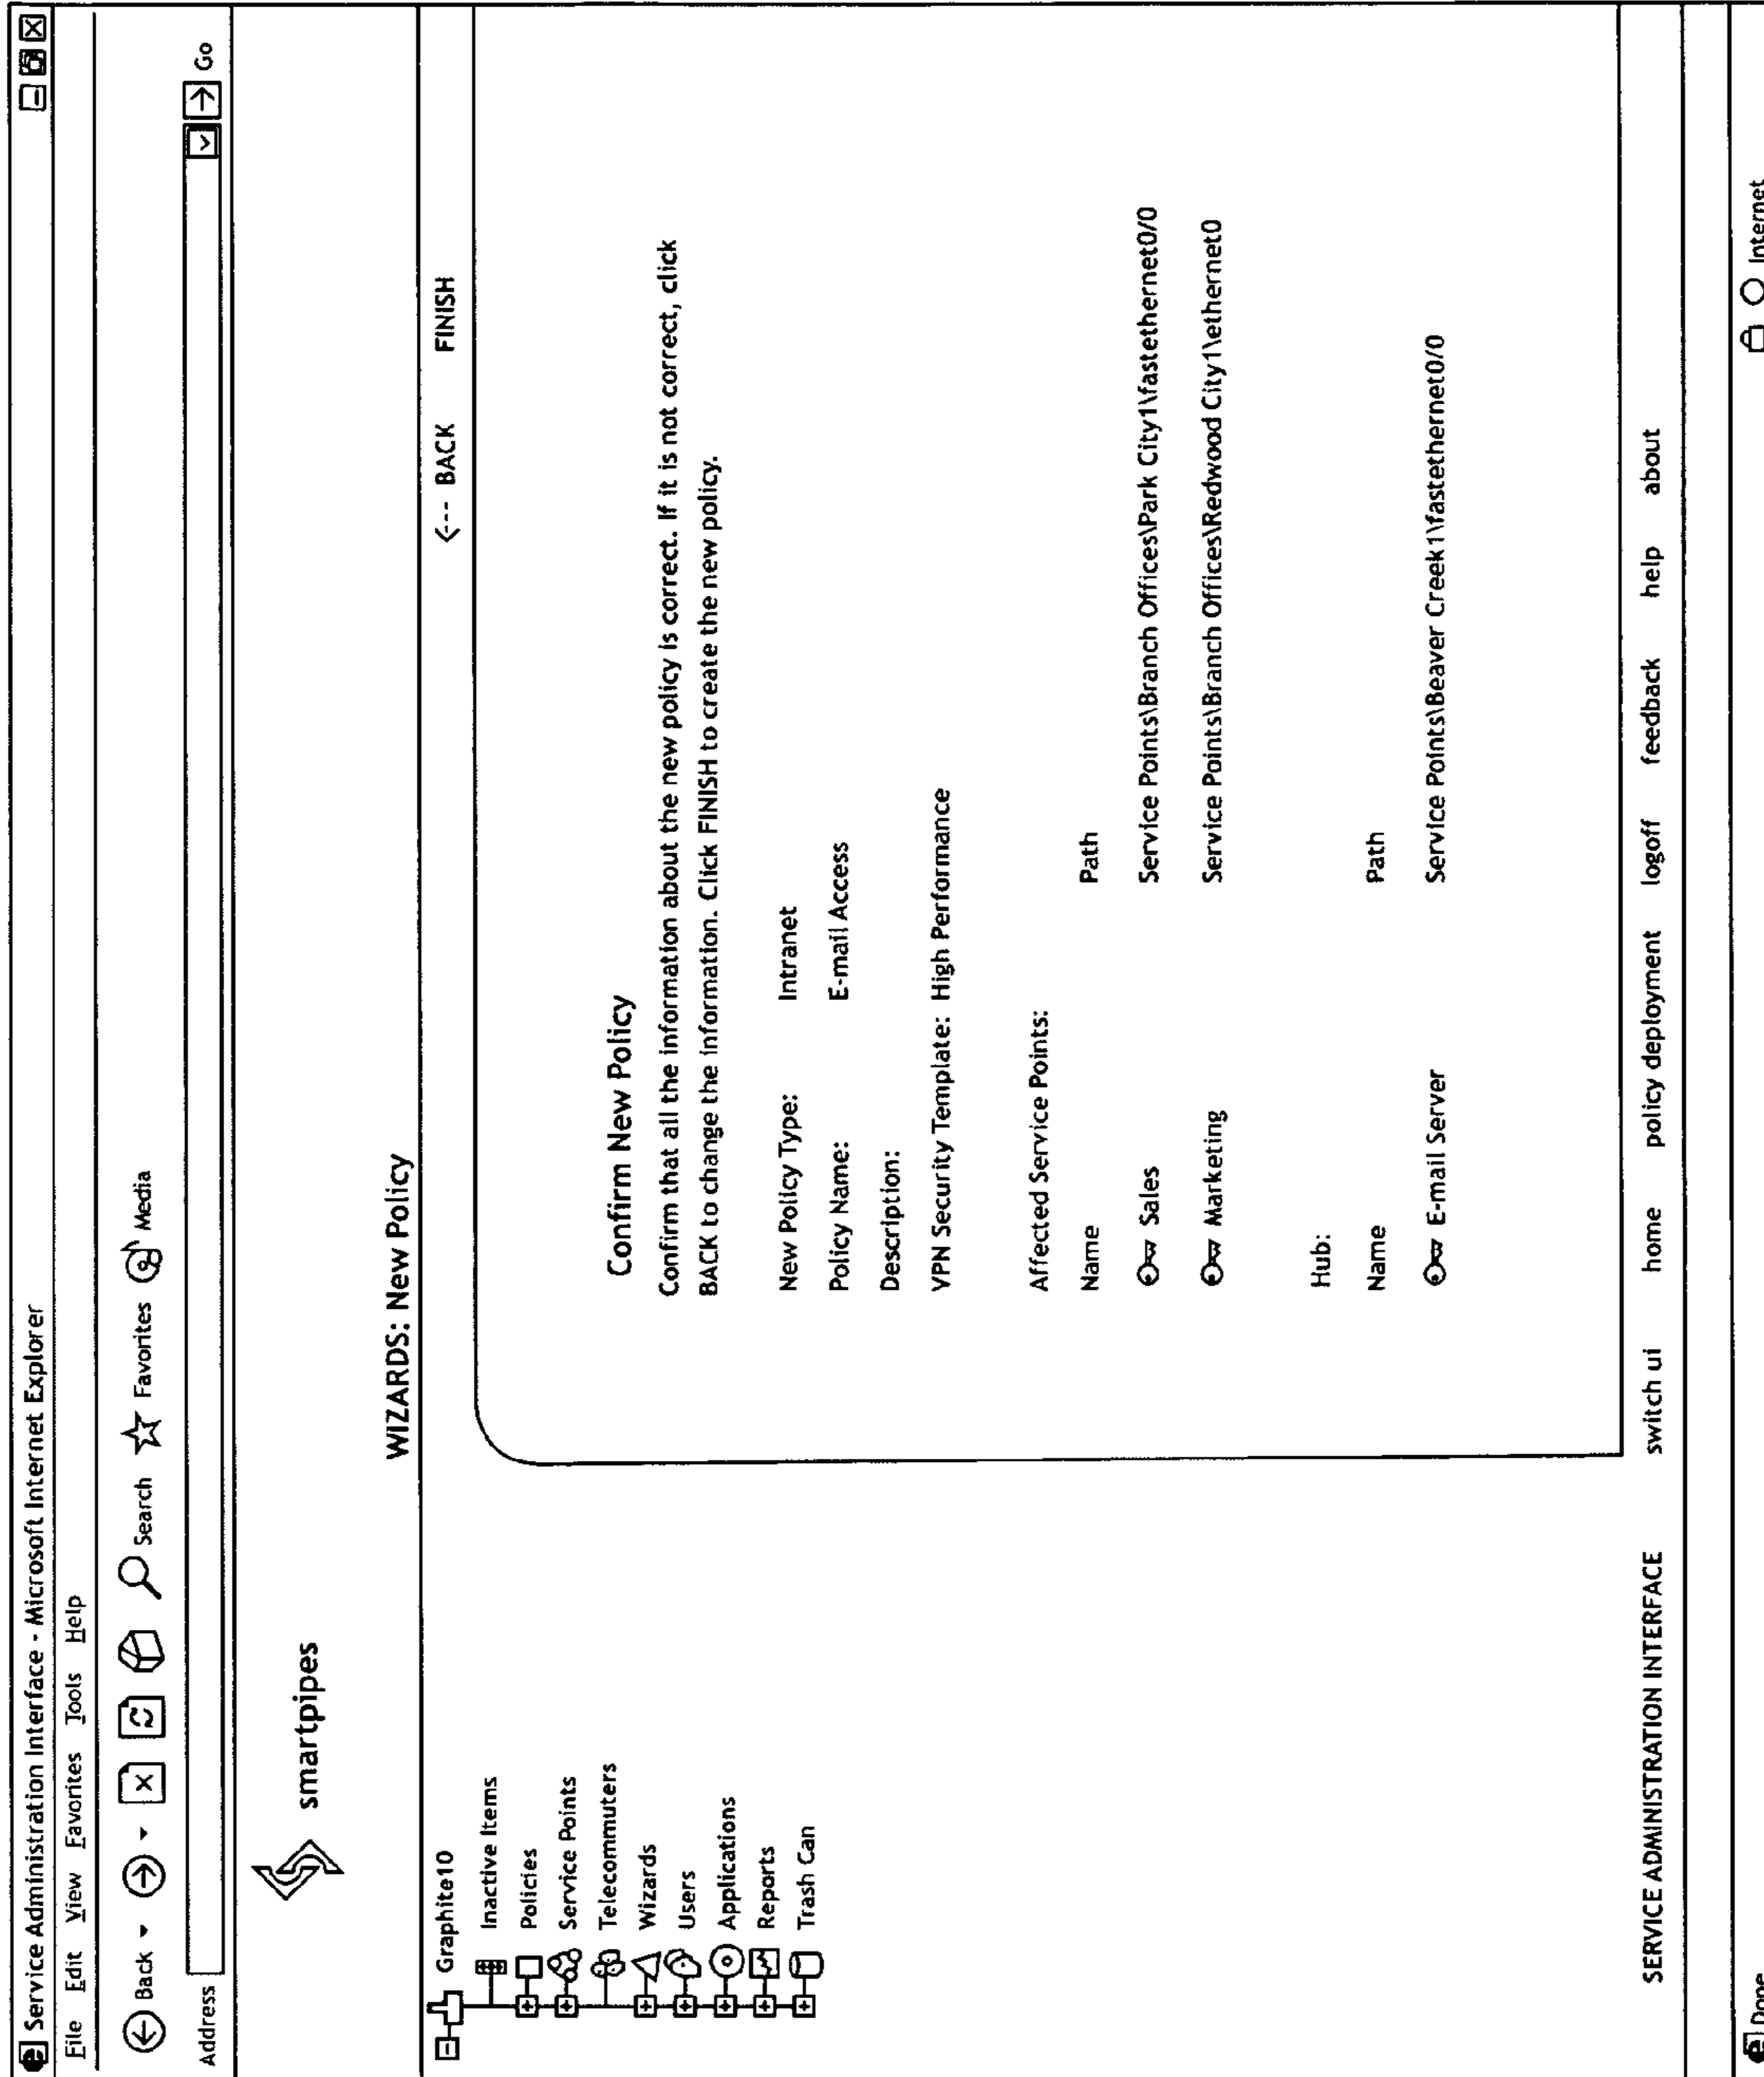 Service Administration Interface - Microsoft Internet Explorer
File Edit View Favorites Tools Help
Back Search Favorites Media
Address Go
smartpipes
WIZARDS: New Policy
<--- BACK FINISH
Graphite10
Inactive Items
Policies
Service Points
Telecommuters
Wizards
Users
Applications
Reports
Trash Can
Confirm New Policy
Confirm that all the information about the new policy is correct. If it is not correct, click
BACK to change the information. Click FINISH to create the new policy.
New Policy Type: Intranet
Policy Name: E-mail Access
Description:
VPN Security Template: High Performance
Affected Service Points:
Name Path
Sales Service Points\Branch Offices\Park City1\fastethernet0/0
Marketing Service Points\Branch Offices\Redwood City1\ethernet0
Hub:
Name Path
E-mail Server Service Points\Beaver Creek1\fastethernet0/0
SERVICE ADMINISTRATION INTERFACE switch ui home policy deployment logoff feedback help about
Done Internet